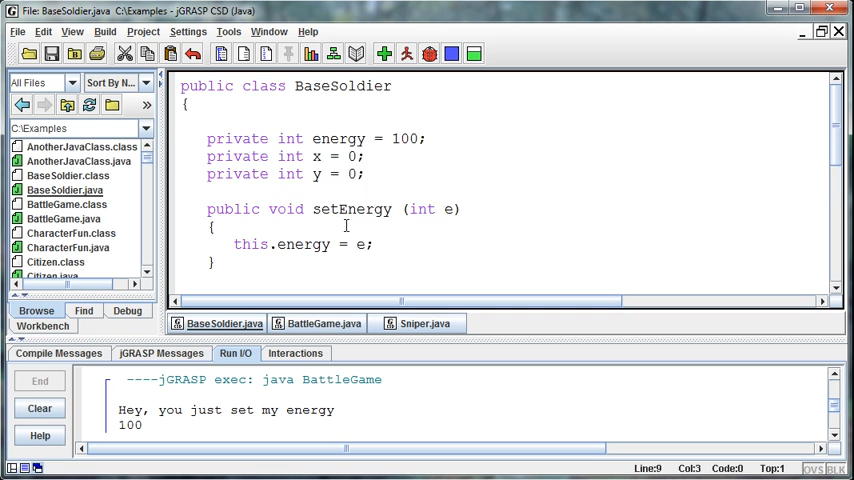 File: BaseSoldier.java  C:\Examples - jGRASP CSD (Java)
File Edit View Build Project Settings Tools Window Help
All Files Sort By N...
C:\Examples
AnotherJavaClass.class
AnotherJavaClass.java
BaseSoldier.class
BaseSoldier.java
BattleGame.class
BattleGame.java
CharacterFun.class
CharacterFun.java
Citizen.class
Citizen.java
Browse Find Debug
Workbench
public class BaseSoldier
{
private int energy = 100;
private int x = 0;
private int y = 0;
public void setEnergy (int e)
{
this.energy = e;
}
BaseSoldier.java BattleGame.java Sniper.java
Compile Messages jGRASP Messages Run I/O Interactions
End
Clear
Help
----jGRASP exec: java BattleGame
Hey, you just set my energy
100
Line:9 Col:3 Code:0 Top:1 OVS BLK